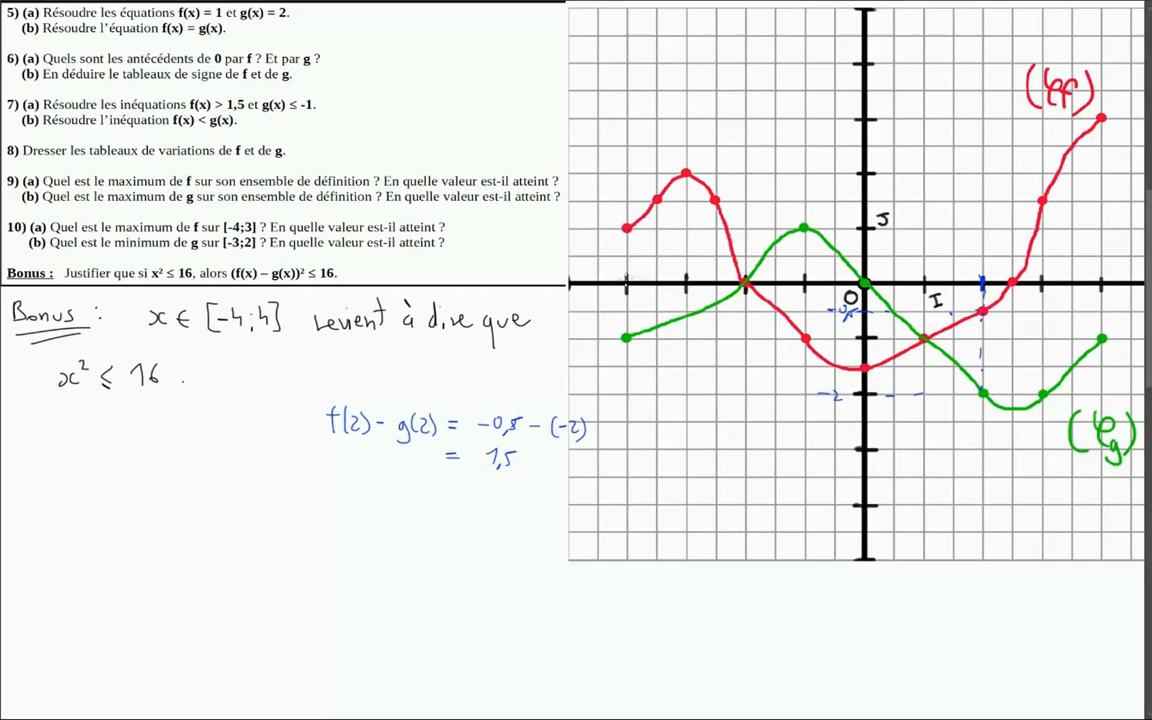 5) (a) Résoudre les équations f(x) = 1 et g(x) = 2.
(b) Résoudre l'équation f(x) = g(x).
6) (a) Quels sont les antécédents de 0 par f ? Et par g ?
(b) En déduire le tableaux de signe de f et de g.
7) (a) Résoudre les inéquations f(x) > 1,5 et g(x) ≤ -1.
(b) Résoudre l'inéquation f(x) < g(x).
8) Dresser les tableaux de variations de f et de g.
9) (a) Quel est le maximum de f sur son ensemble de définition ? En quelle valeur est-il atteint ?
(b) Quel est le maximum de g sur son ensemble de définition ? En quelle valeur est-il atteint ?
10) (a) Quel est le maximum de f sur [-4;3] ? En quelle valeur est-il atteint ?
(b) Quel est le minimum de g sur [-3;2] ? En quelle valeur est-il atteint ?
Bonus : Justifier que si x² ≤ 16, alors (f(x) – g(x))² ≤ 16.
Bonus : x ∈ [-4;4] revient à dire que
x² ≤ 16 .
f(2) - g(2) = -0,5 - (-2)
= 1,5
(𝒞f)
J
O
I
-0,5
-2
(𝒞g)